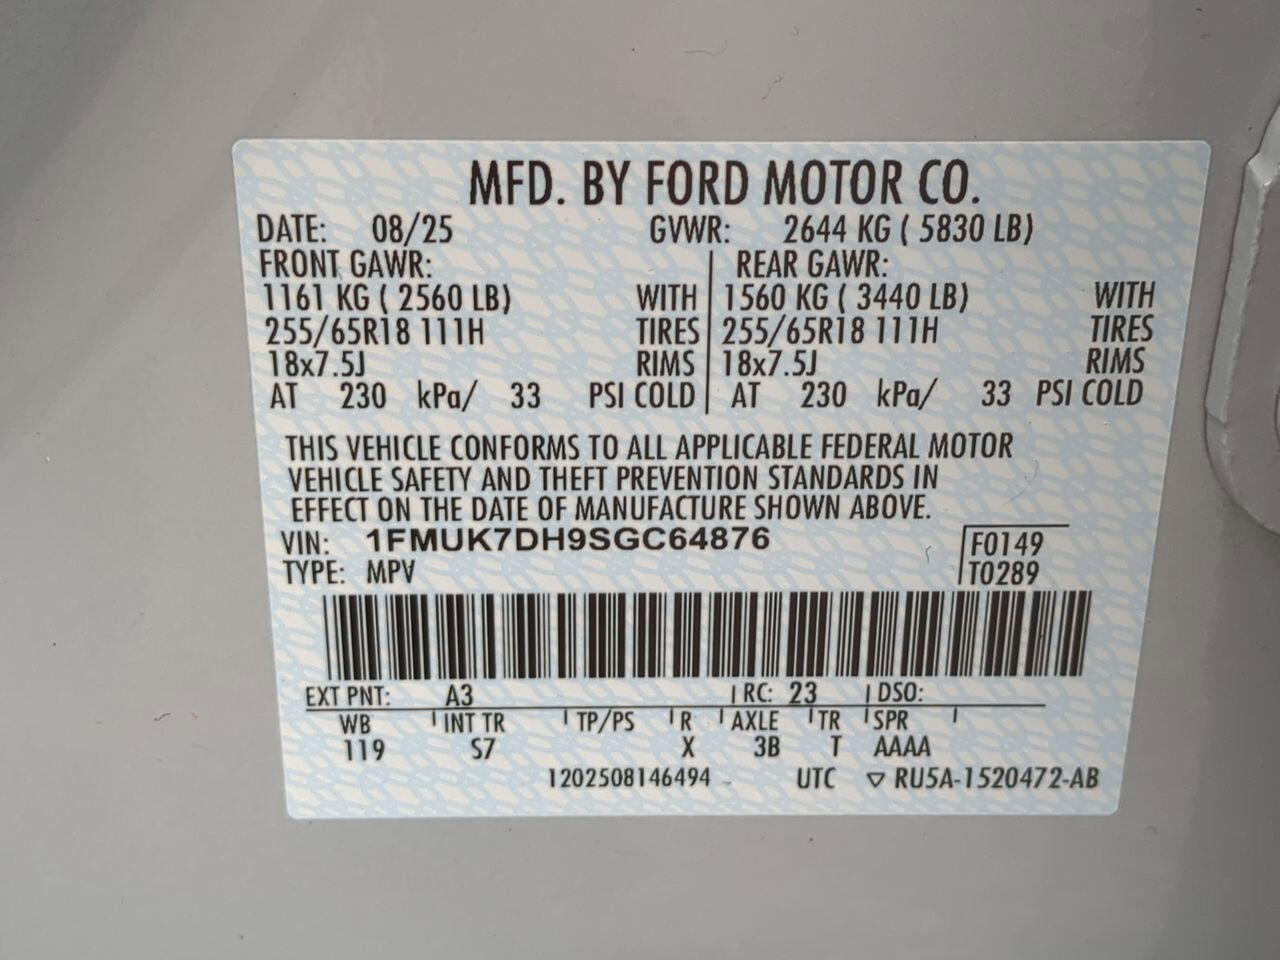 MFD. BY FORD MOTOR CO.
DATE: 08/25 GVWR: 2644 KG ( 5830 LB)
FRONT GAWR: REAR GAWR:
1161 KG ( 2560 LB) WITH 1560 KG ( 3440 LB) WITH
255/65R18 111H TIRES 255/65R18 111H TIRES
18x7.5J RIMS 18x7.5J RIMS
AT 230 kPa/ 33 PSI COLD AT 230 kPa/ 33 PSI COLD
THIS VEHICLE CONFORMS TO ALL APPLICABLE FEDERAL MOTOR
VEHICLE SAFETY AND THEFT PREVENTION STANDARDS IN
EFFECT ON THE DATE OF MANUFACTURE SHOWN ABOVE.
VIN: 1FMUK7DH9SGC64876 F0149
TYPE: MPV T0289
EXT PNT: A3 RC: 23 DSO:
WB INT TR TP/PS R AXLE TR SPR
119 S7 X 3B T AAAA
1202508146494 UTC ▽ RU5A-1520472-AB